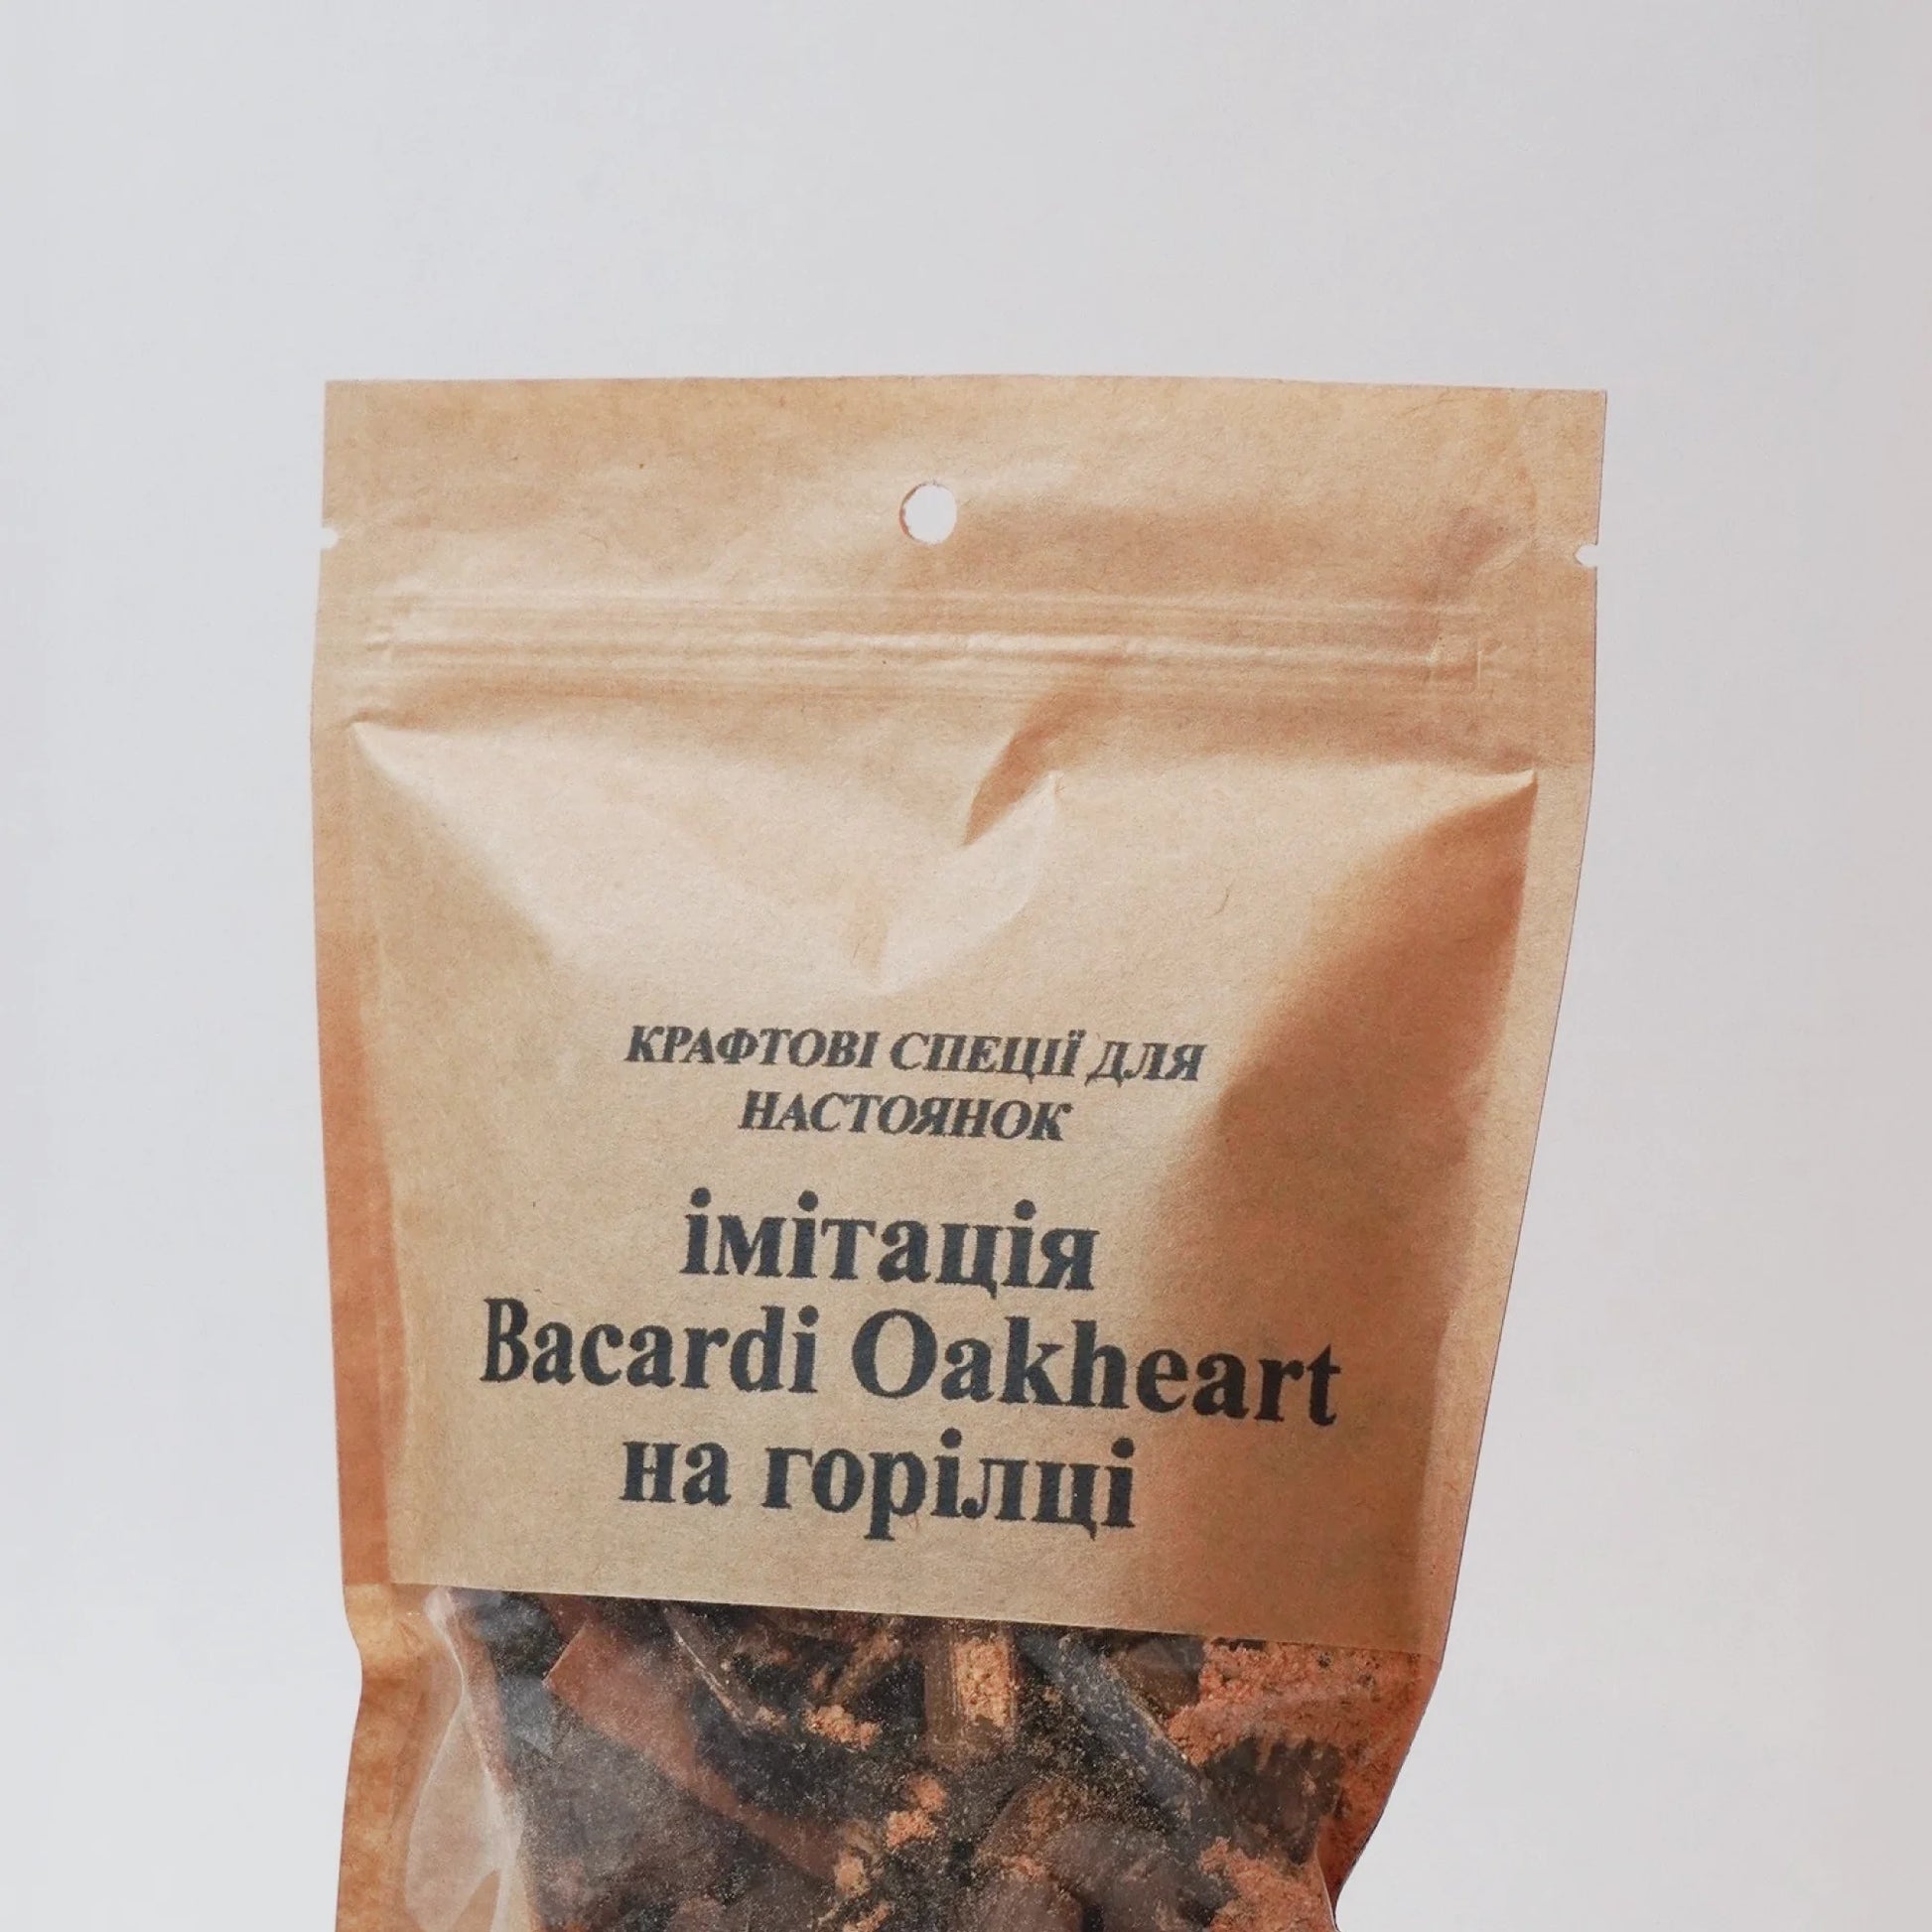 КРАФТОВІ СПЕЦІЇ ДЛЯ
НАСТОЯНОК
імітація
Bacardi Oakheart
на горілці